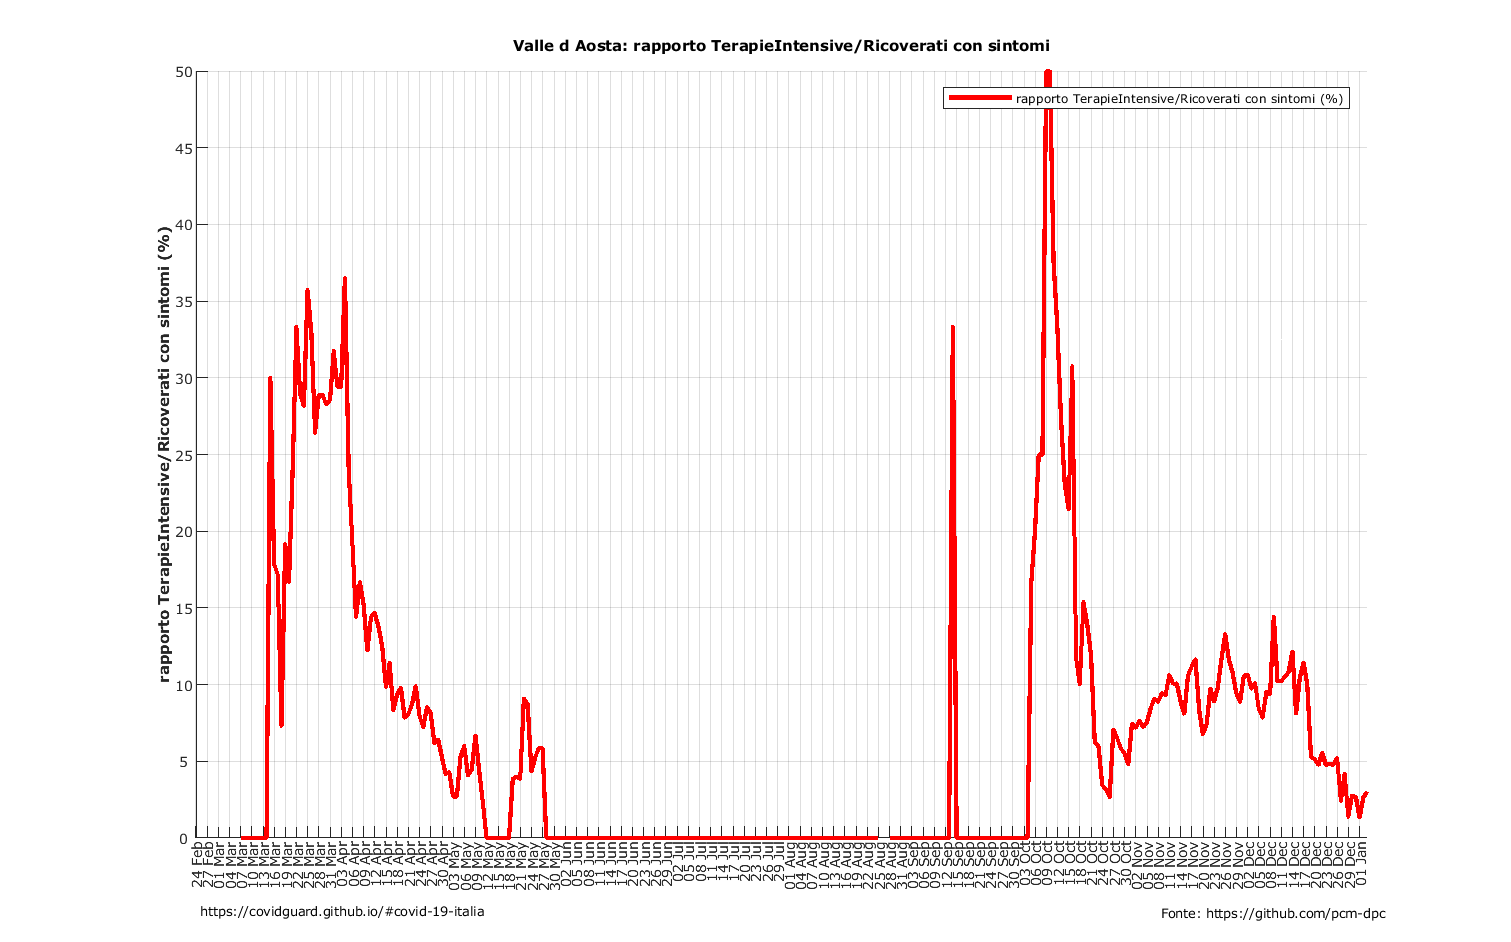 Valle d Aosta: rapporto TerapieIntensive/Ricoverati con sintomi
rapporto TerapieIntensive/Ricoverati con sintomi (%)
rapporto TerapieIntensive/Ricoverati con sintomi (%)
50
45
40
35
30
25
20
15
10
5
0
24 Feb
27 Feb
01 Mar
04 Mar
07 Mar
10 Mar
13 Mar
16 Mar
19 Mar
22 Mar
25 Mar
28 Mar
31 Mar
03 Apr
06 Apr
09 Apr
12 Apr
15 Apr
18 Apr
21 Apr
24 Apr
27 Apr
30 Apr
03 May
06 May
09 May
12 May
15 May
18 May
21 May
24 May
27 May
30 May
02 Jun
05 Jun
08 Jun
11 Jun
14 Jun
17 Jun
20 Jun
23 Jun
26 Jun
29 Jun
02 Jul
05 Jul
08 Jul
11 Jul
14 Jul
17 Jul
20 Jul
23 Jul
26 Jul
29 Jul
01 Aug
04 Aug
07 Aug
10 Aug
13 Aug
16 Aug
19 Aug
22 Aug
25 Aug
28 Aug
31 Aug
03 Sep
06 Sep
09 Sep
12 Sep
15 Sep
18 Sep
21 Sep
24 Sep
27 Sep
30 Sep
03 Oct
06 Oct
09 Oct
12 Oct
15 Oct
18 Oct
21 Oct
24 Oct
27 Oct
30 Oct
02 Nov
05 Nov
08 Nov
11 Nov
14 Nov
17 Nov
20 Nov
23 Nov
26 Nov
29 Nov
02 Dec
05 Dec
08 Dec
11 Dec
14 Dec
17 Dec
20 Dec
23 Dec
26 Dec
29 Dec
01 Jan
https://covidguard.github.io/#covid-19-italia
Fonte: https://github.com/pcm-dpc